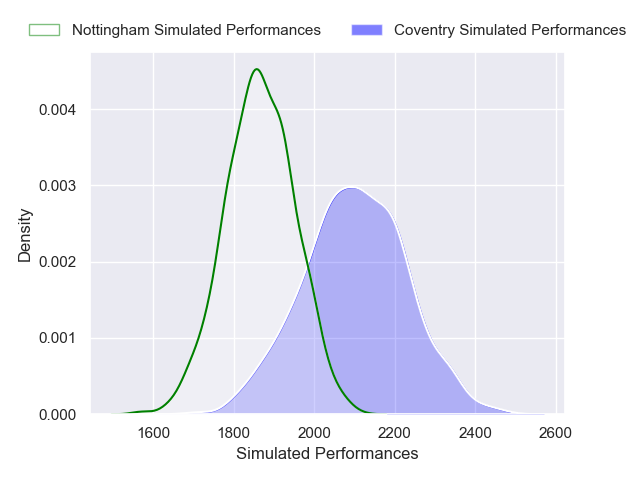 Nottingham Simulated Performances
Coventry Simulated Performances
Density
0.004
0.003
0.002
0.001
0.000
1600 1800 2000 2200 2400 2600
Simulated Performances